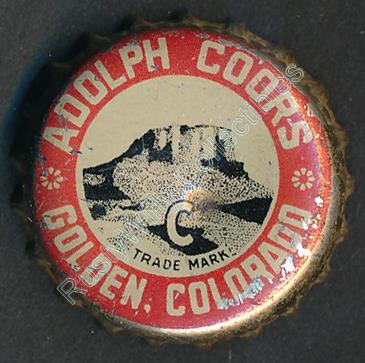 ADOLPH COORS
C
TRADE MARK
GOLDEN, COLORADO